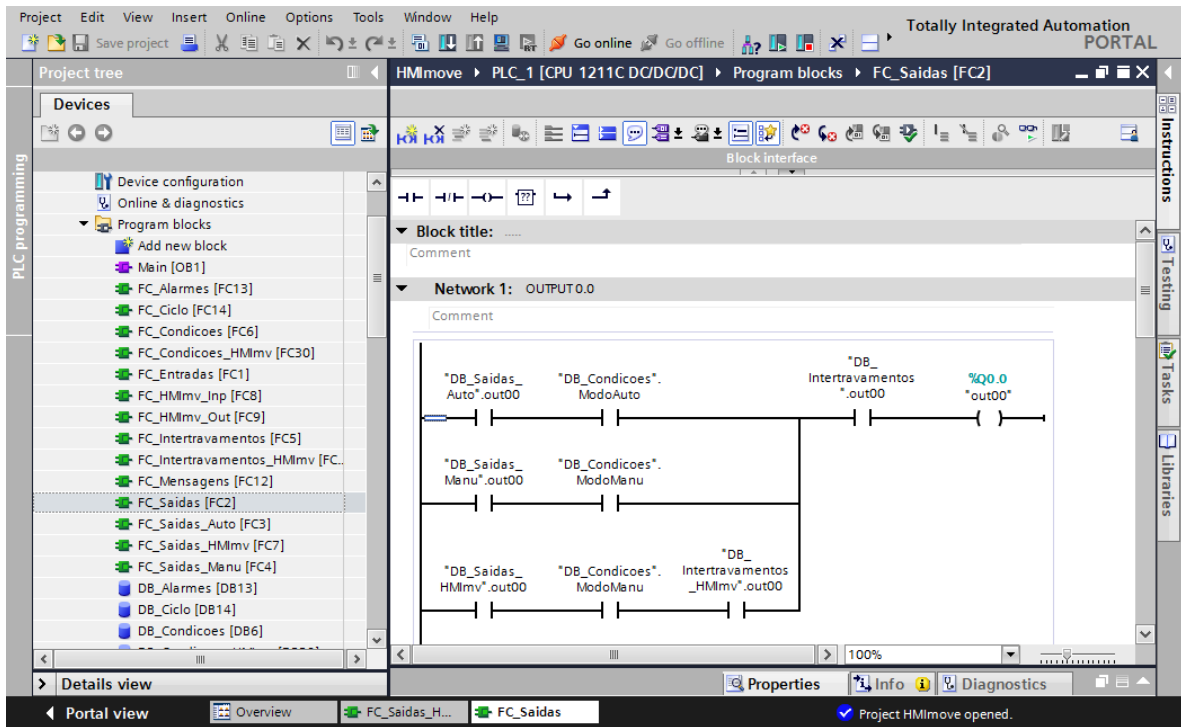 Project Edit View Insert Online Options Tools Window Help
Totally Integrated Automation
PORTAL
Save project
Go online
Go offline
Project tree
HMImove PLC_1 [CPU 1211C DC/DC/DC] Program blocks FC_Saidas [FC2]
Devices
PLC programming
Block interface
Device configuration
Online & diagnostics
Program blocks
Add new block
Main [OB1]
FC_Alarmes [FC13]
FC_Ciclo [FC14]
FC_Condicoes [FC6]
FC_Condicoes_HMImv [FC30]
FC_Entradas [FC1]
FC_HMImv_Inp [FC8]
FC_HMImv_Out [FC9]
FC_Intertravamentos [FC5]
FC_Intertravamentos_HMImv [FC..
FC_Mensagens [FC12]
FC_Saidas [FC2]
FC_Saidas_Auto [FC3]
FC_Saidas_HMImv [FC7]
FC_Saidas_Manu [FC4]
DB_Alarmes [DB13]
DB_Ciclo [DB14]
DB_Condicoes [DB6]
Details view
??
Block title: .....
Comment
Network 1: OUTPUT 0.0
Comment
"DB_Saidas_
Auto".out00
"DB_Condicoes".
ModoAuto
"DB_
Intertravamentos
".out00
%Q0.0
"out00"
"DB_Saidas_
Manu".out00
"DB_Condicoes".
ModoManu
"DB_Saidas_
HMImv".out00
"DB_Condicoes".
ModoManu
"DB_
Intertravamentos
_HMImv".out00
100%
Properties
Info
Diagnostics
Instructions
Testing
Tasks
Libraries
Portal view
Overview
FC_Saidas_H...
FC_Saidas
Project HMImove opened.